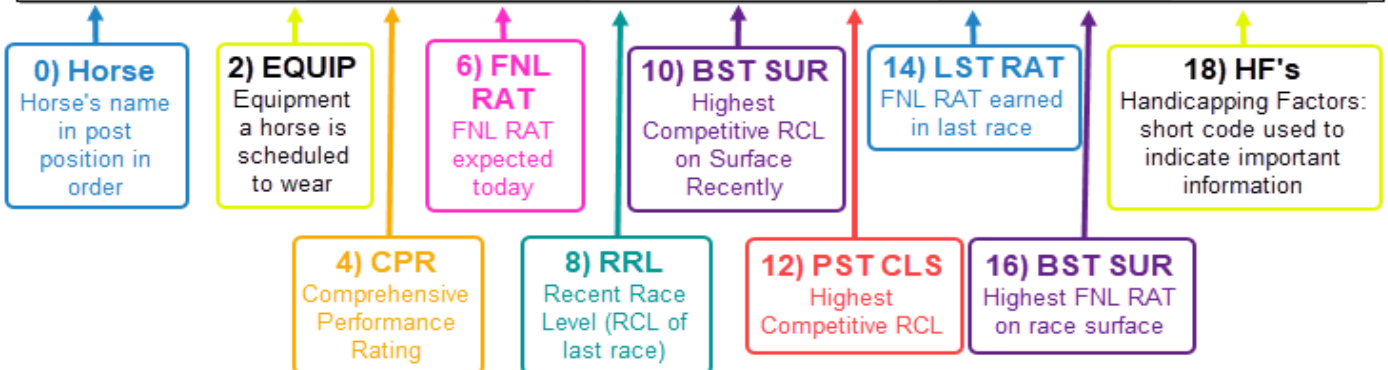 0) Horse
Horse's name
in post
position in
order
2) EQUIP
Equipment
a horse is
scheduled
to wear
4) CPR
Comprehensive
Performance
Rating
6) FNL
RAT
FNL RAT
expected
today
8) RRL
Recent Race
Level (RCL of
last race)
10) BST SUR
Highest
Competitive RCL
on Surface
Recently
12) PST CLS
Highest
Competitive RCL
14) LST RAT
FNL RAT earned
in last race
16) BST SUR
Highest FNL RAT
on race surface
18) HF's
Handicapping Factors:
short code used to
indicate important
information